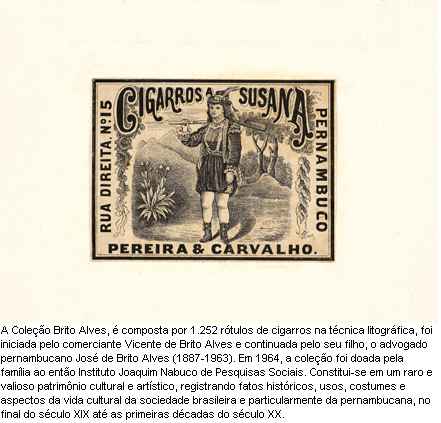 CIGARROS A SUSANA
RUA DIREITA. Nº 15
PERNAMBUCO
PEREIRA & CARVALHO.
A Coleção Brito Alves, é composta por 1.252 rótulos de cigarros na técnica litográfica, foi
iniciada pelo comerciante Vicente de Brito Alves e continuada pelo seu filho, o advogado
pernambucano José de Brito Alves (1887-1963). Em 1964, a coleção foi doada pela
família ao então Instituto Joaquim Nabuco de Pesquisas Sociais. Constitui-se em um raro e
valioso patrimônio cultural e artístico, registrando fatos históricos, usos, costumes e
aspectos da vida cultural da sociedade brasileira e particularmente da pernambucana, no
final do século XIX até as primeiras décadas do século XX.